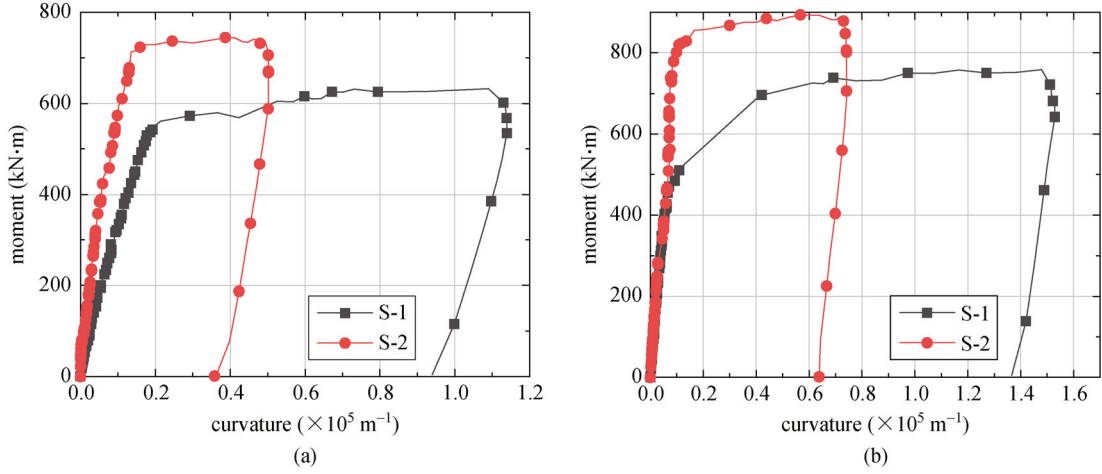 (a)
800
600
400
200
0
moment (kN·m)
S-1
S-2
0.0 0.2 0.4 0.6 0.8 1.0 1.2
curvature (×10⁵ m⁻¹)
(b)
800
600
400
200
0
moment (kN·m)
S-1
S-2
0.0 0.2 0.4 0.6 0.8 1.0 1.2 1.4 1.6
curvature (×10⁵ m⁻¹)